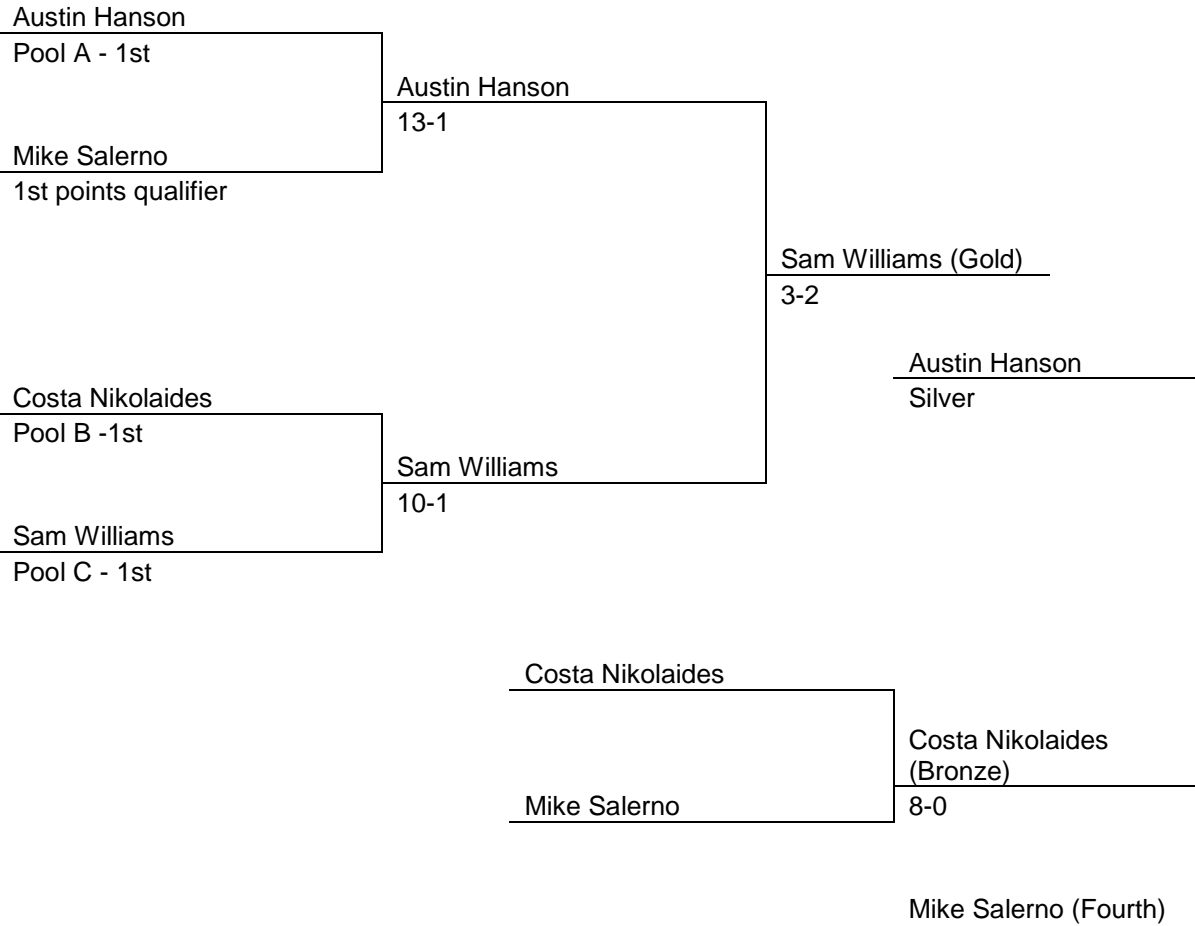 Austin Hanson
Pool A - 1st
Austin Hanson
13-1
Mike Salerno
1st points qualifier
Sam Williams (Gold)
3-2
Austin Hanson
Silver
Costa Nikolaides
Pool B -1st
Sam Williams
10-1
Sam Williams
Pool C - 1st
Costa Nikolaides
Costa Nikolaides
(Bronze)
Mike Salerno
8-0
Mike Salerno (Fourth)